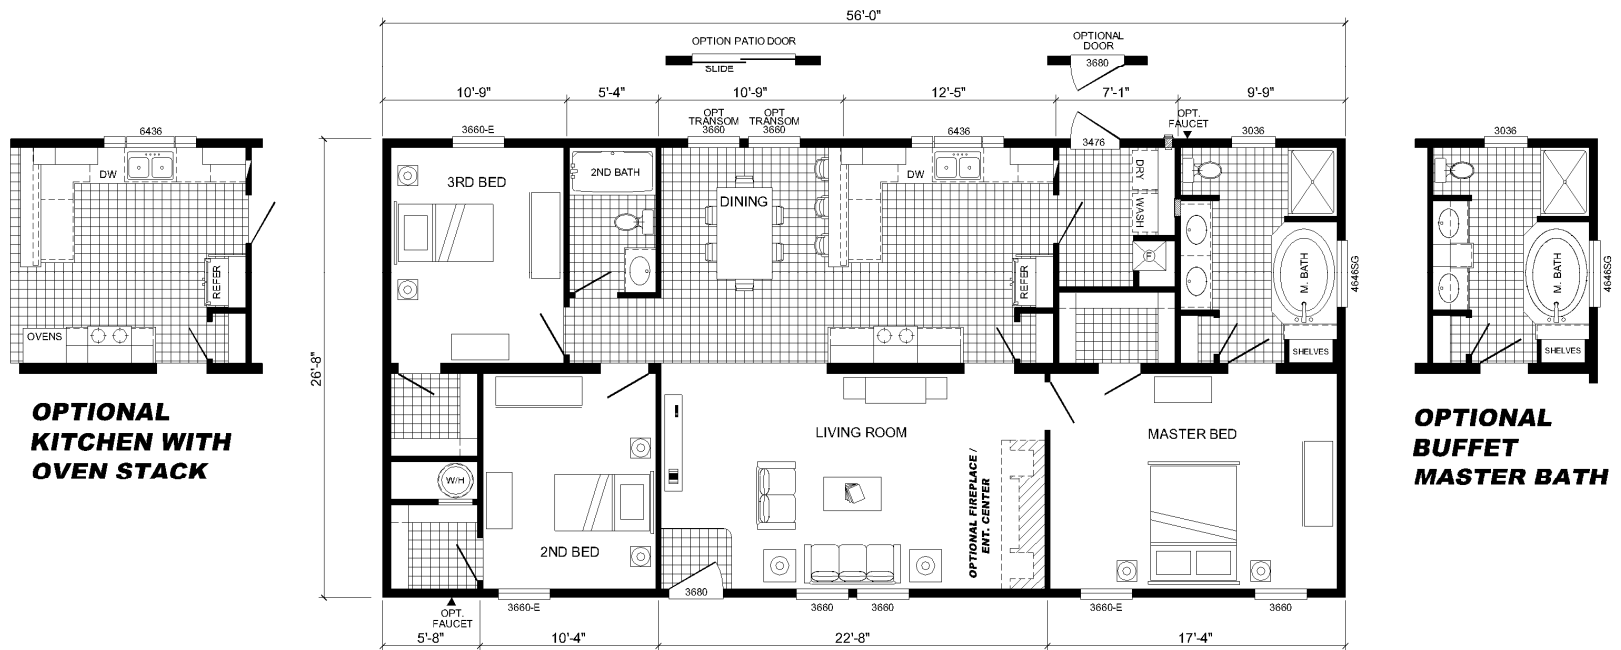 56'-0"
OPTION PATIO DOOR
SLIDE
OPTIONAL
DOOR
3680
10'-9"
5'-4"
10'-9"
12'-5"
7'-1"
9'-9"
OPT
TRANSOM
3660
OPT
TRANSOM
3660
OPT.
FAUCET
6436
3660-E
6436
3476
3036
3036
DW
3RD BED
2ND BATH
DINING
DW
DRY
WASH
F
REFER
REFER
M. BATH
4646SG
M. BATH
4646SG
OVENS
SHELVES
SHELVES
26'-8"
OPTIONAL
KITCHEN WITH
OVEN STACK
OPTIONAL
BUFFET
MASTER BATH
LIVING ROOM
MASTER BED
W/H
OPTIONAL FIREPLACE /
ENT. CENTER
2ND BED
3680
3660-E
3660
3660
3660-E
3660
OPT.
FAUCET
5'-8"
10'-4"
22'-8"
17'-4"